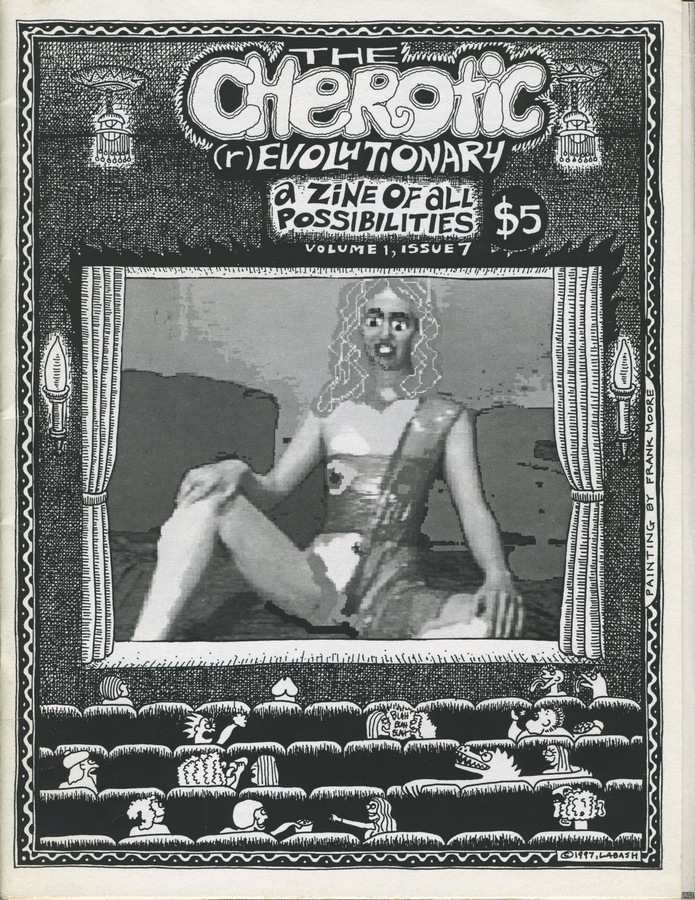 THE
CHEROTIC
(r)EVOLUTIONARY
a ZiNE OF aLL
POSSIBILITIES
$5
VOLUME 1, ISSUE 7
PAINTING BY FRANK MOORE
BLAH
BLAH
BLAH
©1997, LABASH